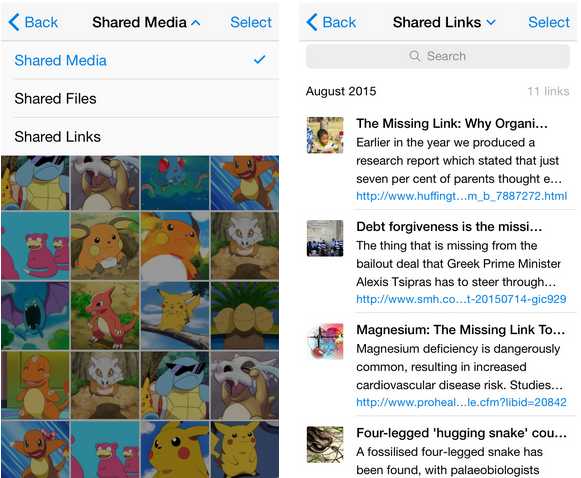 Back
Shared Media
Select
Shared Media
Shared Files
Shared Links
Back
Shared Links
Select
Search
August 2015
11 links
The Missing Link: Why Organi...
Earlier in the year we produced a
research report which stated that just
seven per cent of parents thought e...
http://www.huffingt...m_b_7887272.html
Debt forgiveness is the missi...
The thing that is missing from the
bailout deal that Greek Prime Minister
Alexis Tsipras has to steer through...
http://www.smh.co...t-20150714-gic929
Magnesium: The Missing Link To...
Magnesium deficiency is dangerously
common, resulting in increased
cardiovascular disease risk. Studies...
http://www.proheal...le.cfm?libid=20842
Four-legged 'hugging snake' cou...
A fossilised four-legged snake has
been found, with palaeobiologists